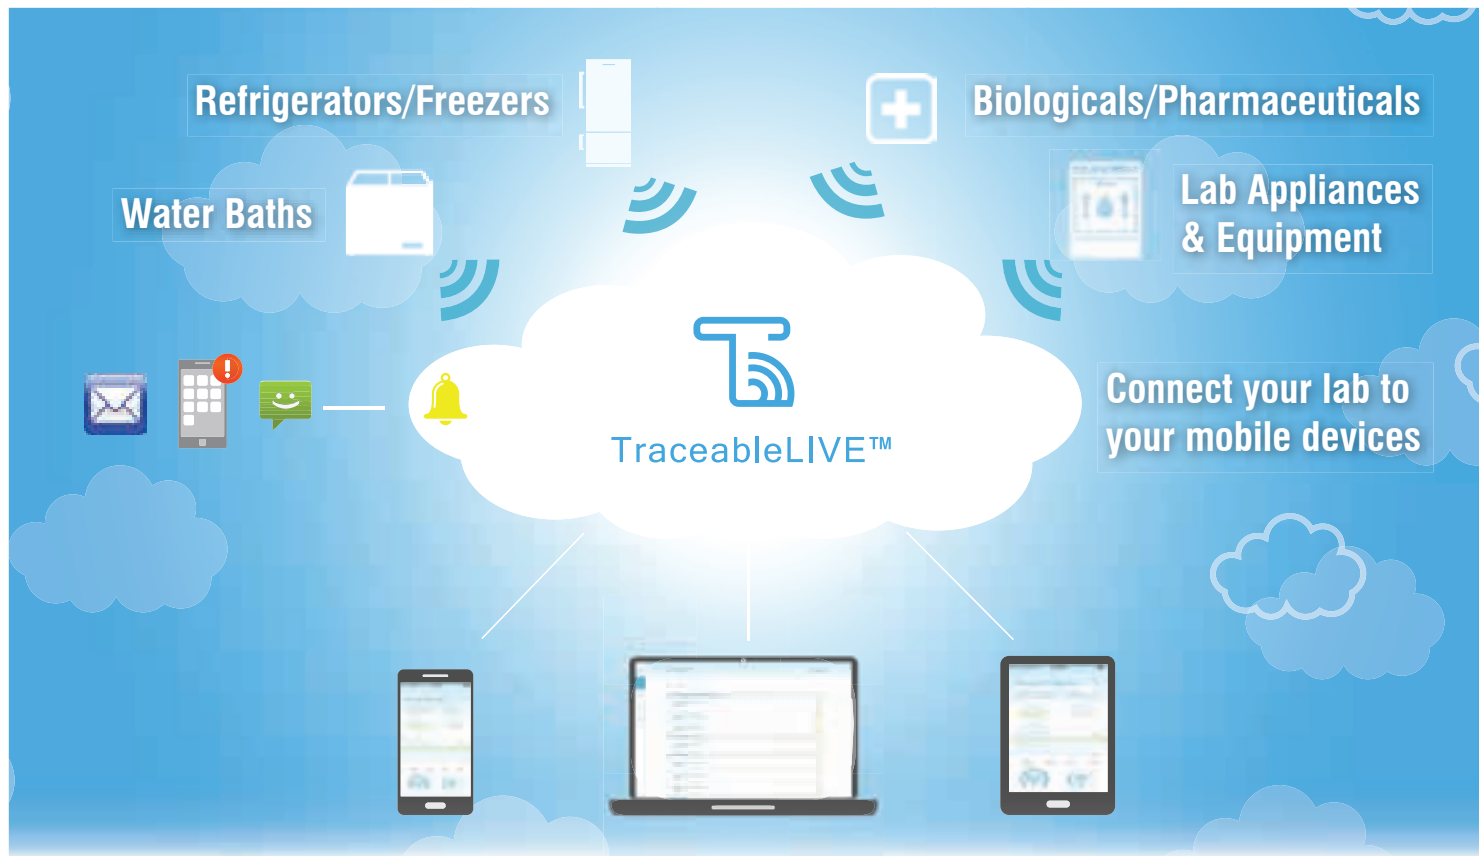 Refrigerators/Freezers
Biologicals/Pharmaceuticals
Water Baths
Lab Appliances
& Equipment
TraceableLIVE™
Connect your lab to
your mobile devices